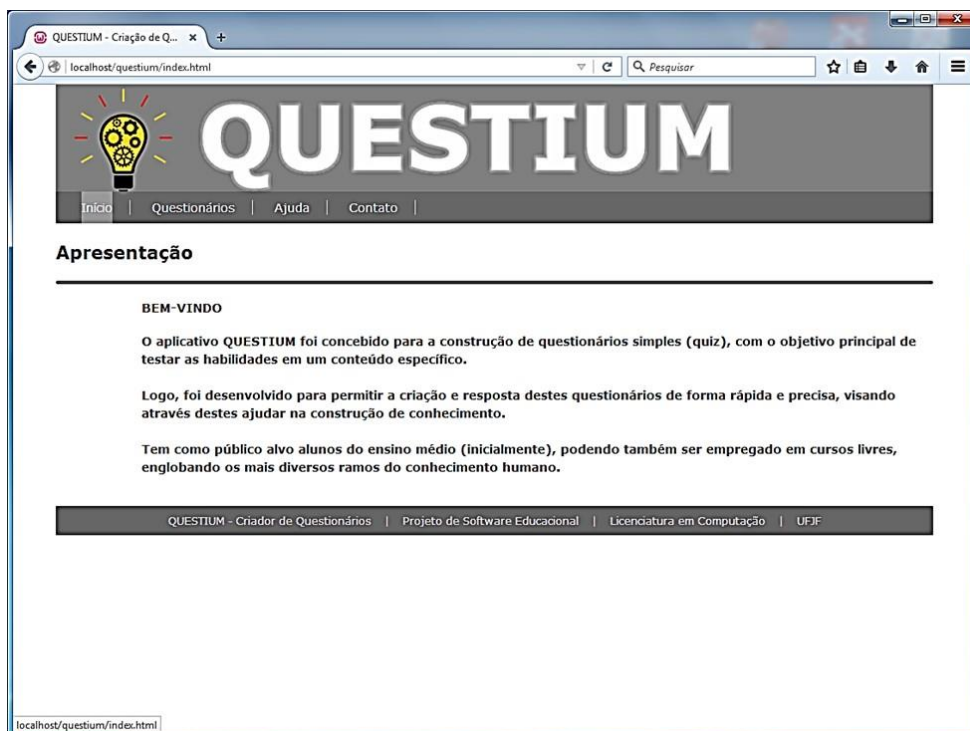 QUESTIUM - Criação de Q...
localhost/questium/index.html
Pesquisar
QUESTIUM
Início | Questionários | Ajuda | Contato |
Apresentação
BEM-VINDO
O aplicativo QUESTIUM foi concebido para a construção de questionários simples (quiz), com o objetivo principal de
testar as habilidades em um conteúdo específico.
Logo, foi desenvolvido para permitir a criação e resposta destes questionários de forma rápida e precisa, visando
através destes ajudar na construção de conhecimento.
Tem como público alvo alunos do ensino médio (inicialmente), podendo também ser empregado em cursos livres,
englobando os mais diversos ramos do conhecimento humano.
QUESTIUM - Criador de Questionários | Projeto de Software Educacional | Licenciatura em Computação | UFJF
localhost/questium/index.html